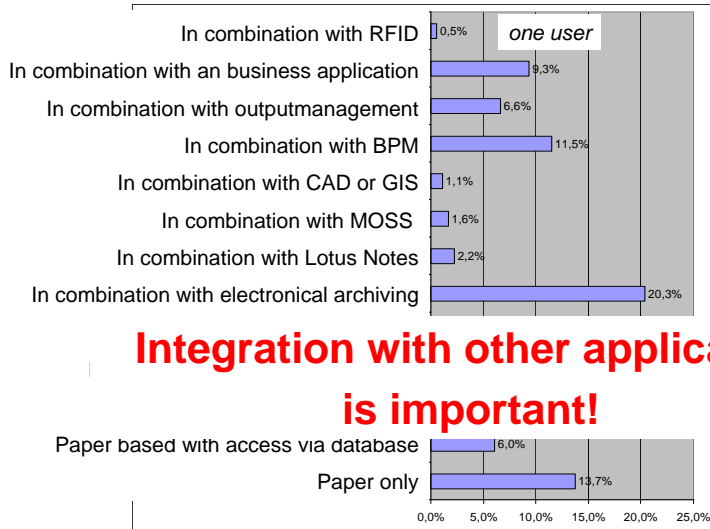 In combination with RFID 0,5% one user
In combination with an business application 9,3%
In combination with outputmanagement 6,6%
In combination with BPM 11,5%
In combination with CAD or GIS 1,1%
In combination with MOSS 1,6%
In combination with Lotus Notes 2,2%
In combination with electronical archiving 20,3%
Integration with other applica
is important!
Paper based with access via database 6,0%
Paper only 13,7%
0,0% 5,0% 10,0% 15,0% 20,0% 25,0%